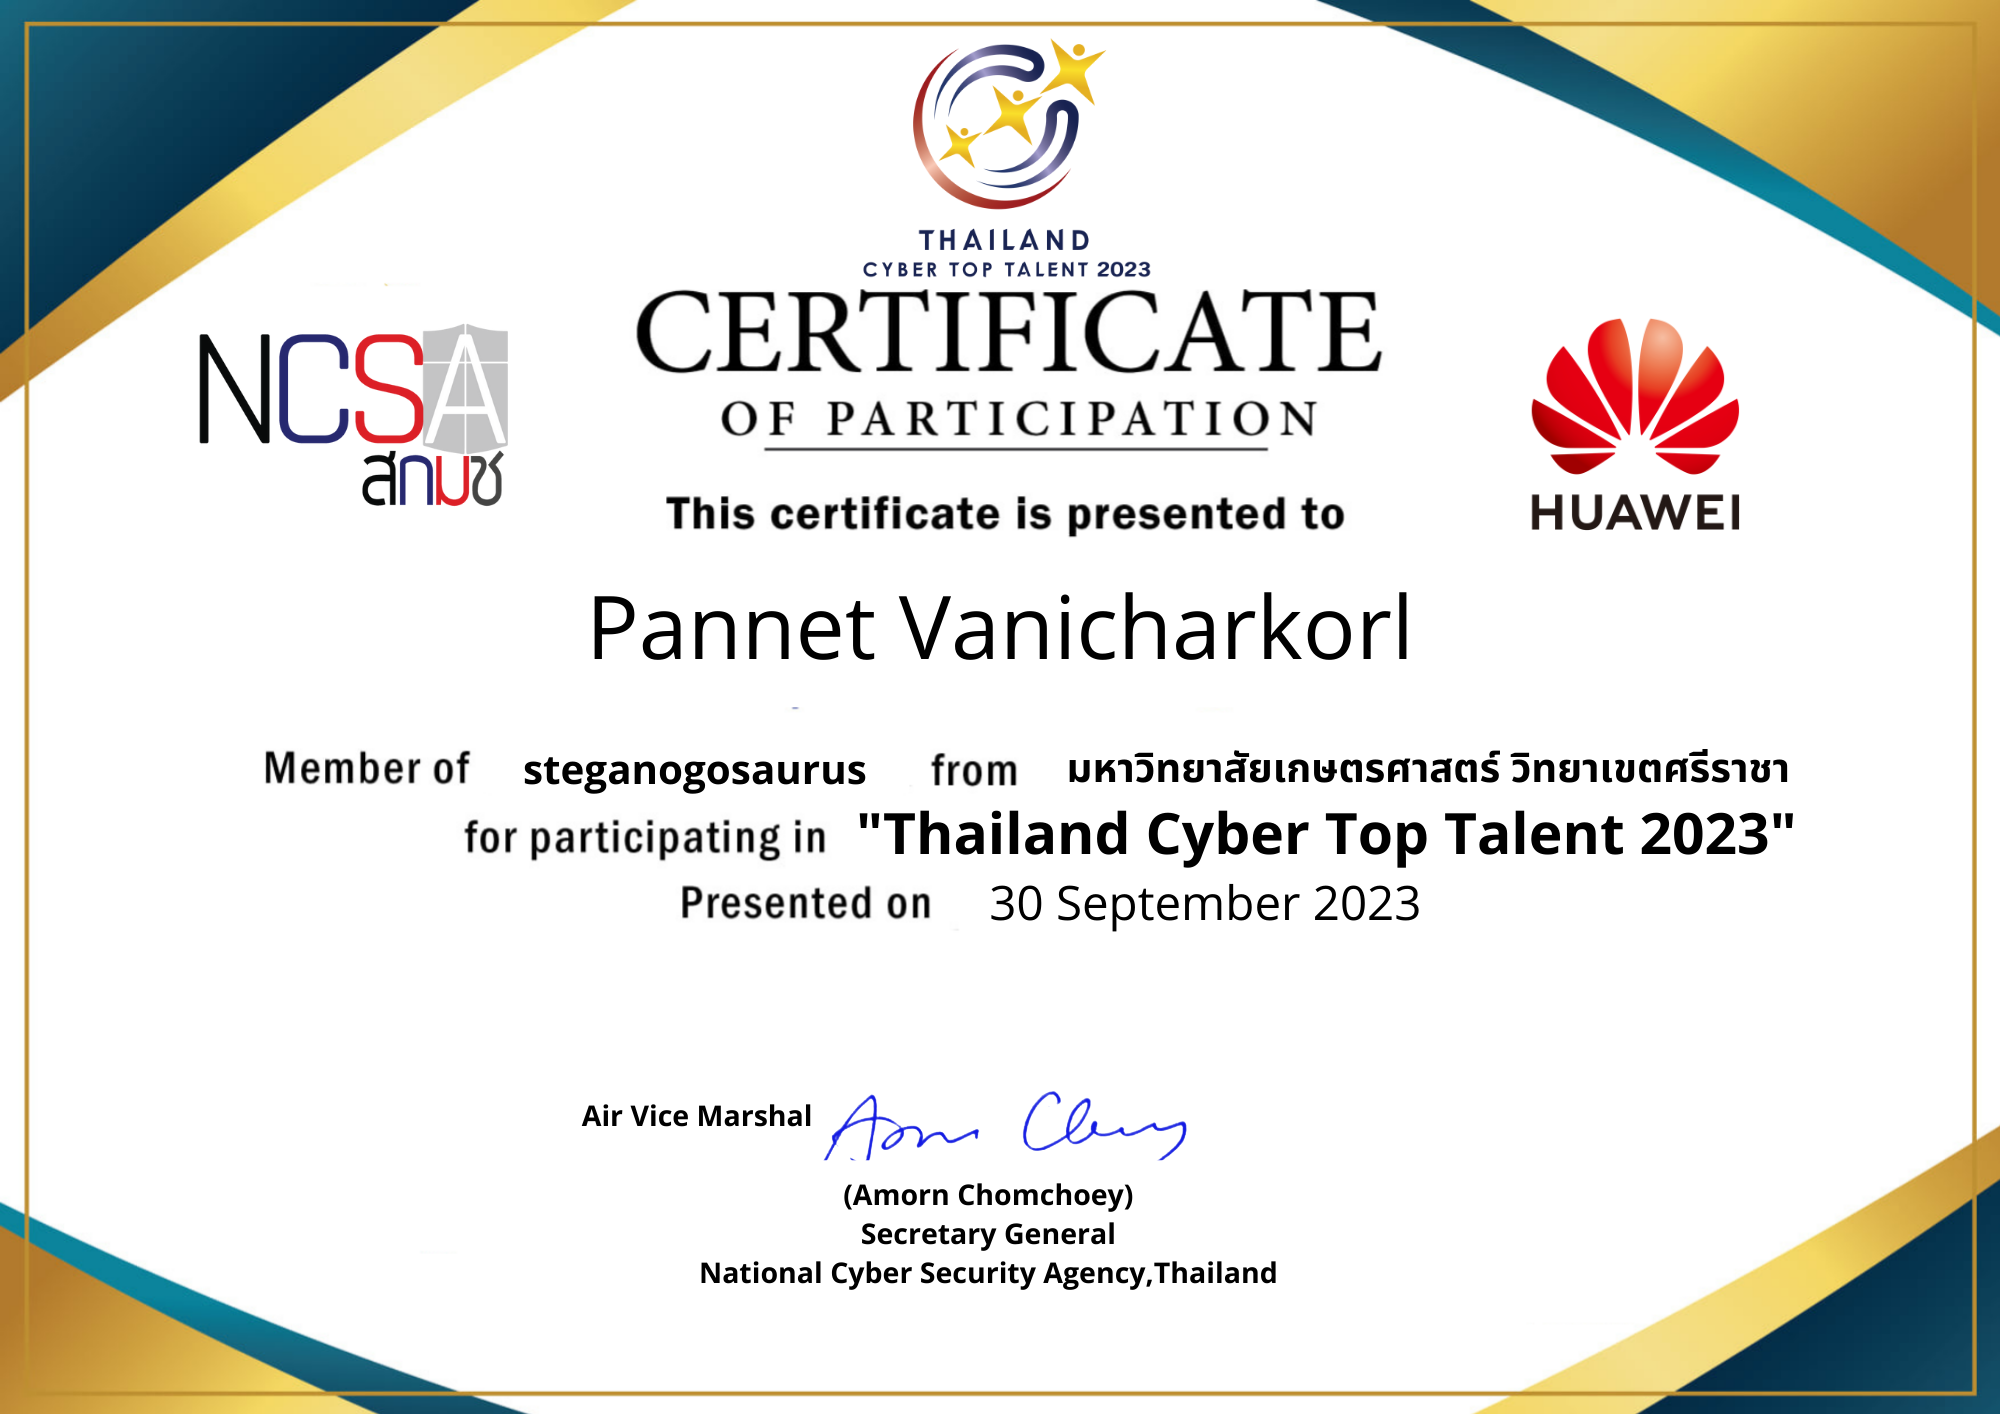 THAILAND
CYBER TOP TALENT 2023
CERTIFICATE
OF PARTICIPATION
NCSA
สกมช
HUAWEI
This certificate is presented to
Pannet Vanicharkorl
Member of steganogosaurus from มหาวิทยาลัยเกษตรศาสตร์ วิทยาเขตศรีราชา
for participating in "Thailand Cyber Top Talent 2023"
Presented on 30 September 2023
Air Vice Marshal
(Amorn Chomchoey)
Secretary General
National Cyber Security Agency,Thailand